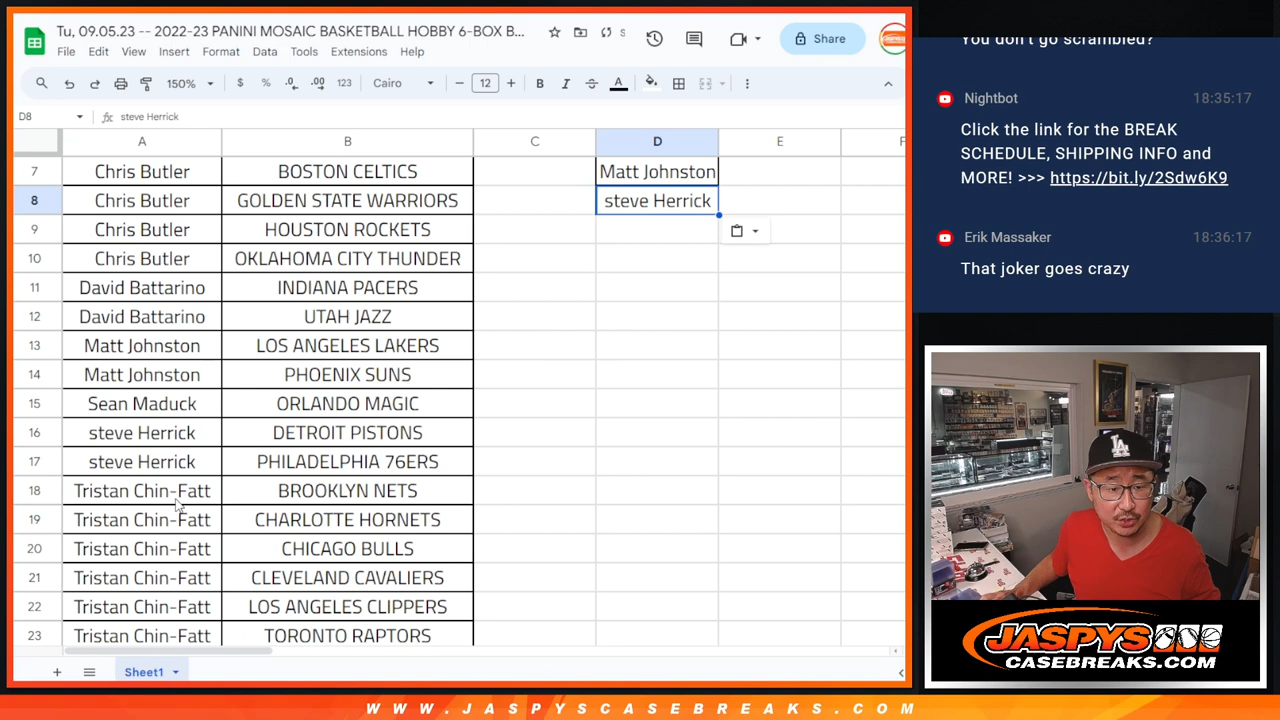 Tu, 09.05.23 -- 2022-23 PANINI MOSAIC BASKETBALL HOBBY 6-BOX B...
File Edit View Insert Format Data Tools Extensions Help
Share
150% $ % .0 .00 123 Cairo 12 B I A
D8 fx steve Herrick
A B C D E F
7 Chris Butler BOSTON CELTICS Matt Johnston
8 Chris Butler GOLDEN STATE WARRIORS steve Herrick
9 Chris Butler HOUSTON ROCKETS
10 Chris Butler OKLAHOMA CITY THUNDER
11 David Battarino INDIANA PACERS
12 David Battarino UTAH JAZZ
13 Matt Johnston LOS ANGELES LAKERS
14 Matt Johnston PHOENIX SUNS
15 Sean Maduck ORLANDO MAGIC
16 steve Herrick DETROIT PISTONS
17 steve Herrick PHILADELPHIA 76ERS
18 Tristan Chin-Fatt BROOKLYN NETS
19 Tristan Chin-Fatt CHARLOTTE HORNETS
20 Tristan Chin-Fatt CHICAGO BULLS
21 Tristan Chin-Fatt CLEVELAND CAVALIERS
22 Tristan Chin-Fatt LOS ANGELES CLIPPERS
23 Tristan Chin-Fatt TORONTO RAPTORS
Sheet1
You don't go scrambled?
Nightbot 18:35:17
Click the link for the BREAK
SCHEDULE, SHIPPING INFO and
MORE! >>> https://bit.ly/2Sdw6K9
Erik Massaker 18:36:17
That joker goes crazy
LA
JASPYS
CASEBREAKS.COM
WWW.JASPYSCASEBREAKS.COM